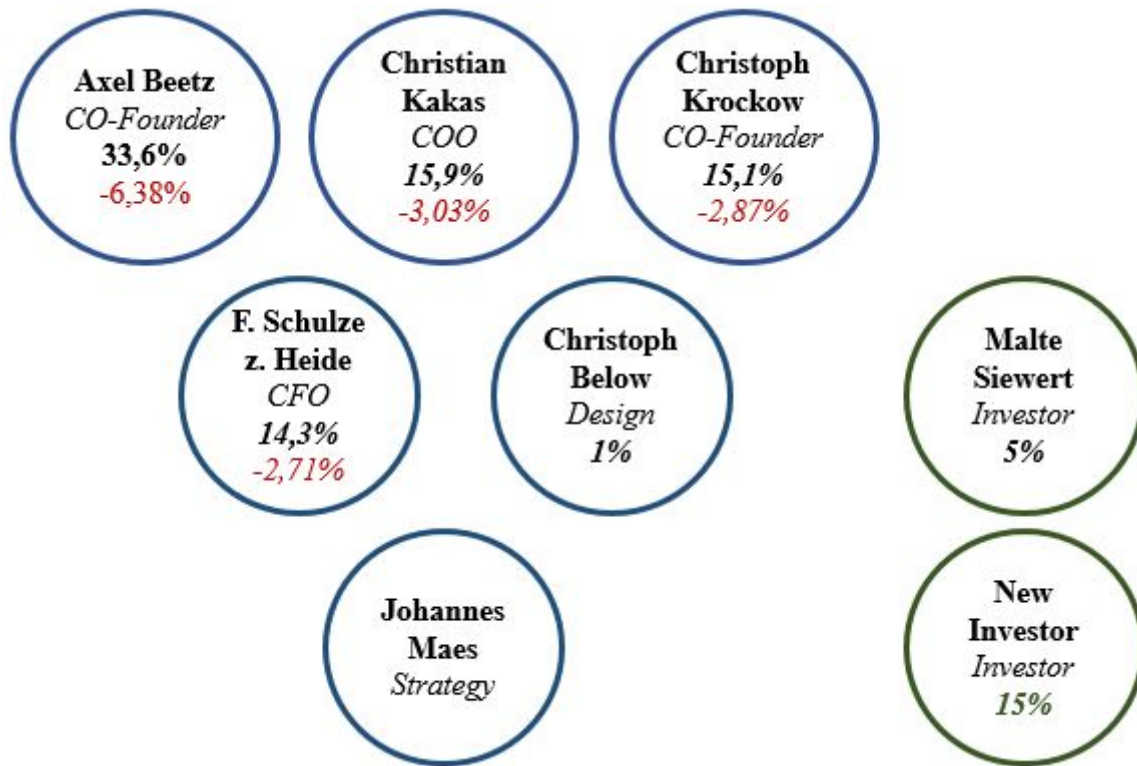 Axel Beetz
CO-Founder
33,6%
-6,38%
Christian
Kakas
COO
15,9%
-3,03%
Christoph
Krockow
CO-Founder
15,1%
-2,87%
F. Schulze
z. Heide
CFO
14,3%
-2,71%
Christoph
Below
Design
1%
Malte
Siewert
Investor
5%
Johannes
Maes
Strategy
New
Investor
Investor
15%